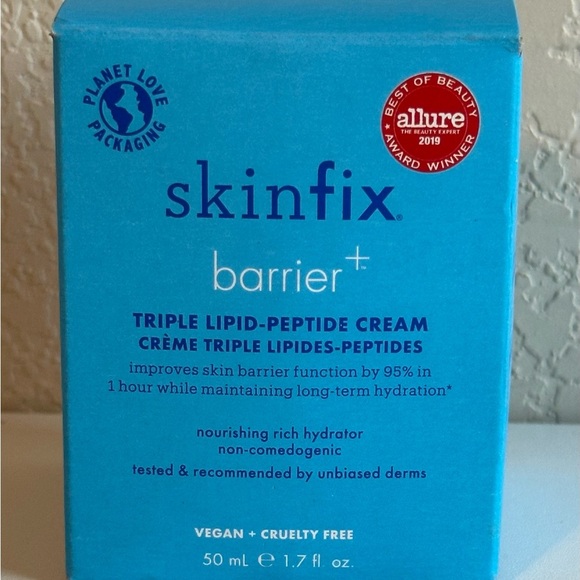 PLANET LOVE
PACKAGING
BEST OF BEAUTY
allure
THE BEAUTY EXPERT
2019
AWARD WINNER
skinfix®
barrier+™
TRIPLE LIPID-PEPTIDE CREAM
CRÈME TRIPLE LIPIDES-PEPTIDES
improves skin barrier function by 95% in
1 hour while maintaining long-term hydration*
nourishing rich hydrator
non-comedogenic
tested & recommended by unbiased derms
VEGAN + CRUELTY FREE
50 mL ℮ 1.7 fl. oz.